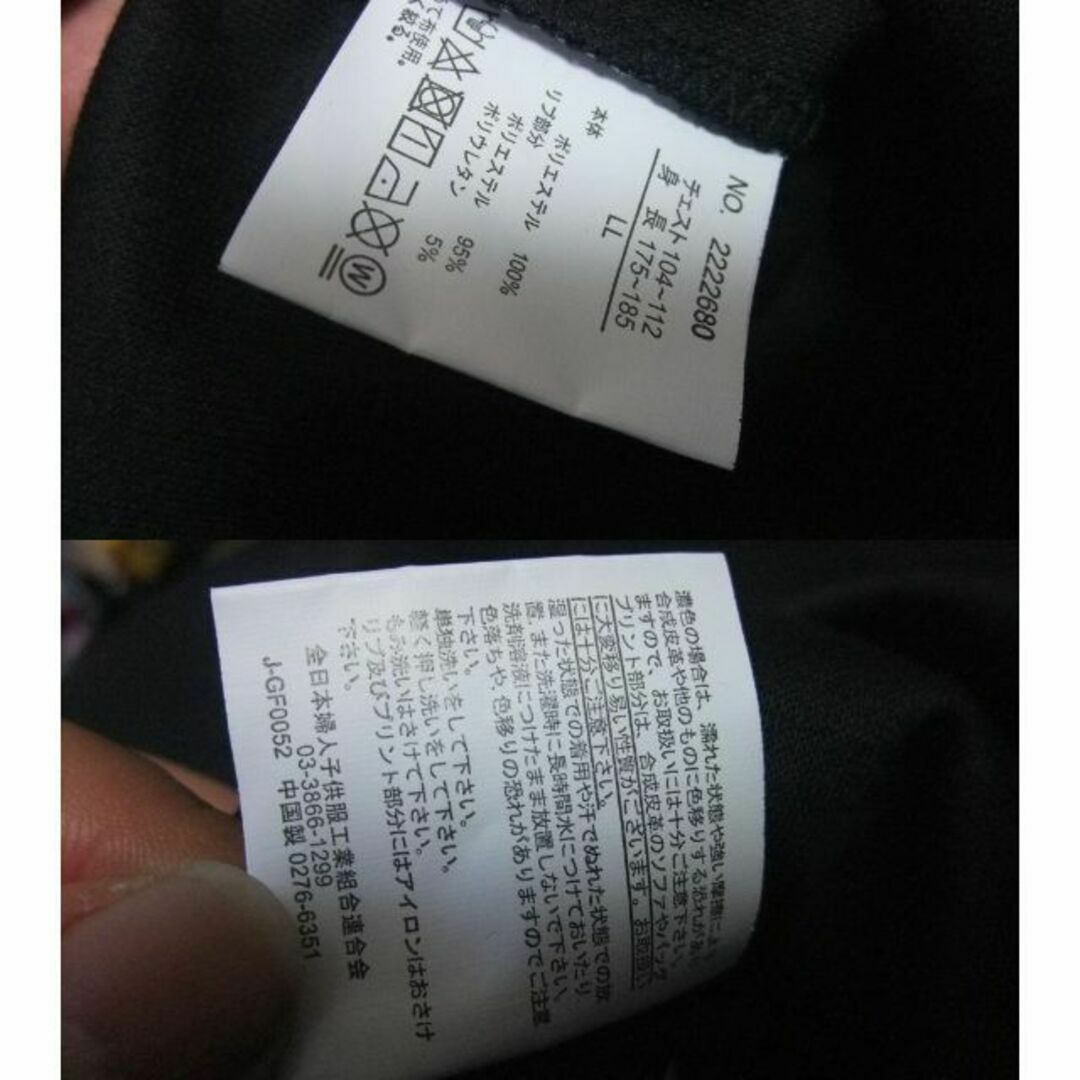 NO. 2222680
チェスト104~112
身 長 175~185
LL
本体
ポリエステル 100%
リブ部分
ポリエステル 95%
ポリウレタン 5%
濃色の場合は、濡れた状態や強い摩擦によ
合成皮革や他のものに色移りする恐れがあ
ますので、お取扱いには十分ご注意下さい。
プリント部分は、合成皮革のソファやバッグ
に大変移り易い性質がございます。お取扱い
には十分ご注意下さい。
湿った状態での着用や汗でぬれた状態での放
置、また洗濯時に長時間水につけておいたり
洗剤溶液につけたまま放置しないで下さい。
色落ちや、色移りの恐れがありますのでご注意
下さい。
単独洗いをして下さい。
軽く押し洗いをして下さい。
もみ洗いはさけて下さい。
リブ及びプリント部分にはアイロンはおさけ
下さい。
全日本婦人子供服工業組合連合会
03-3866-1299
J-GF0052 中国製 0276-6351